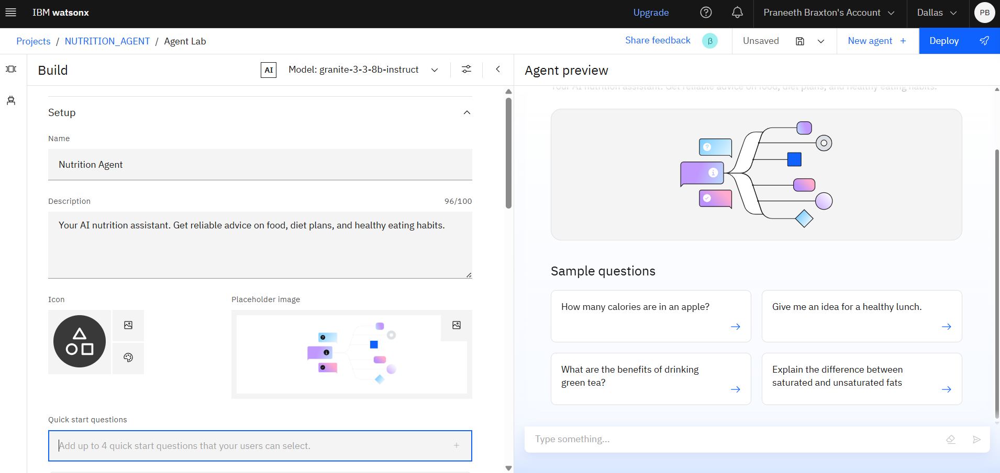 IBM watsonx
Upgrade
Praneeth Braxton's Account
Dallas
PB
Projects / NUTRITION_AGENT / Agent Lab
Share feedback
β
Unsaved
New agent +
Deploy
Build
AI
Model: granite-3-3-8b-instruct
Setup
Name
Nutrition Agent
Description
96/100
Your AI nutrition assistant. Get reliable advice on food, diet plans, and healthy eating habits.
Icon
Placeholder image
Quick start questions
Add up to 4 quick start questions that your users can select.
Agent preview
Your AI nutrition assistant. Get reliable advice on food, diet plans, and healthy eating habits.
Sample questions
How many calories are in an apple?
Give me an idea for a healthy lunch.
What are the benefits of drinking
green tea?
Explain the difference between
saturated and unsaturated fats
Type something...